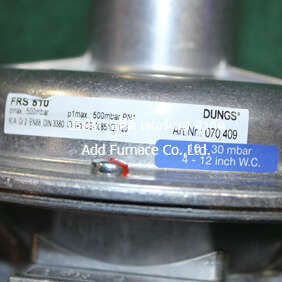 FRS 510
DUNGS®
pmax : 500mbar
p1max : 500mbar PN1
Art.Nr.: 070 409
Add Furnace Co.,Ltd.
10 - 30 mbar
4 - 12 inch W.C.